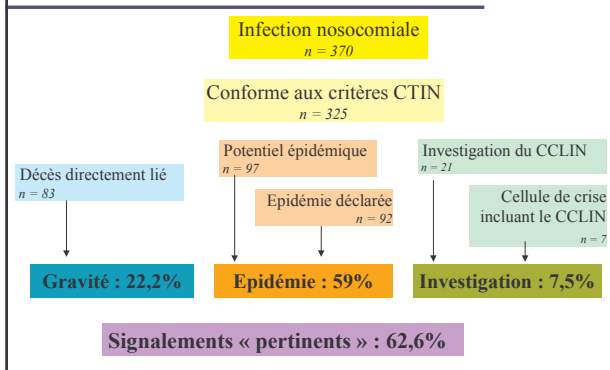 Infection nosocomiale
n = 370
Conforme aux critères CTIN
n = 325
Potentiel épidémique
n = 97
Investigation du CCLIN
n = 21
Décès directement lié
n = 83
Epidémie déclarée
n = 92
Cellule de crise
incluant le CCLIN
n = 7
Gravité : 22,2%
Epidémie : 59%
Investigation : 7,5%
Signalements « pertinents » : 62,6%